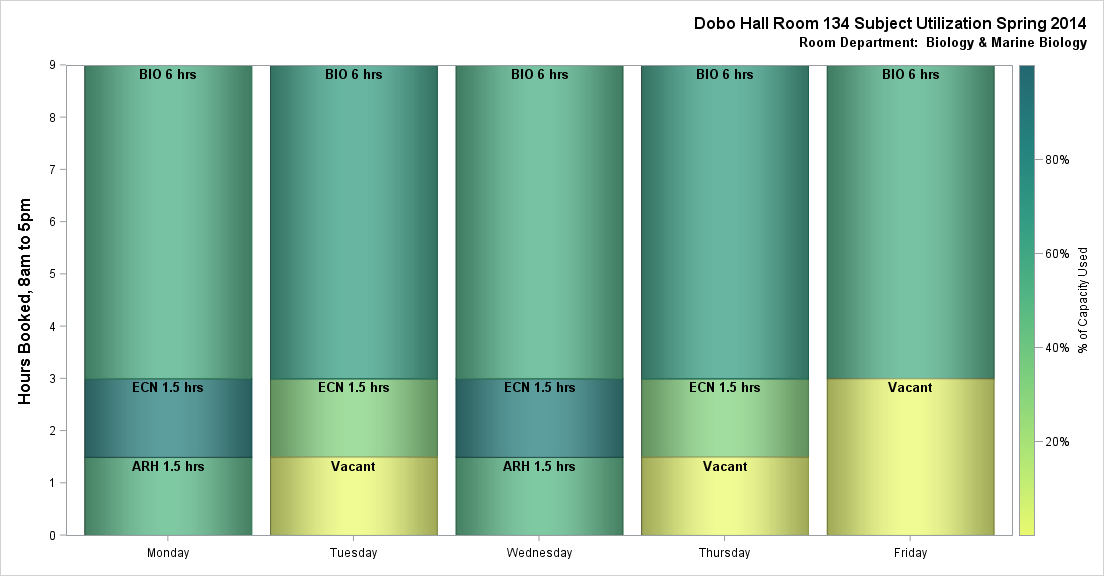 Dobo Hall Room 134 Subject Utilization Spring 2014
Room Department: Biology & Marine Biology
Hours Booked, 8am to 5pm
9
8
7
6
5
4
3
2
1
0
BIO 6 hrs
ECN 1.5 hrs
ARH 1.5 hrs
BIO 6 hrs
ECN 1.5 hrs
Vacant
BIO 6 hrs
ECN 1.5 hrs
ARH 1.5 hrs
BIO 6 hrs
ECN 1.5 hrs
Vacant
BIO 6 hrs
Vacant
Monday
Tuesday
Wednesday
Thursday
Friday
80%
60%
40%
20%
% of Capacity Used